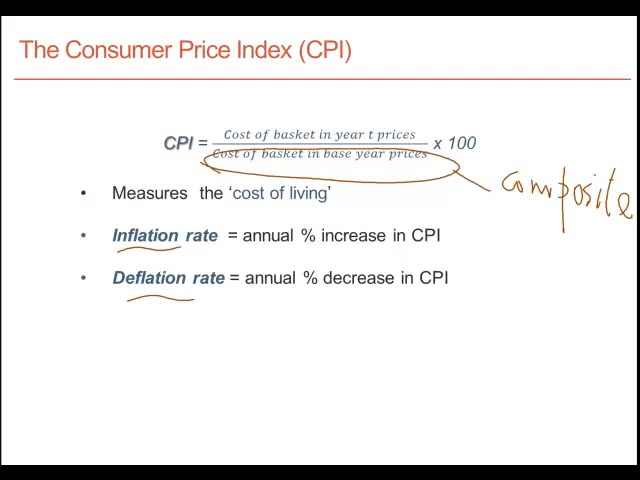 The Consumer Price Index (CPI)
CPI = Cost of basket in year t prices / Cost of basket in base year prices x 100
composite
• Measures the 'cost of living'
• Inflation rate = annual % increase in CPI
• Deflation rate = annual % decrease in CPI